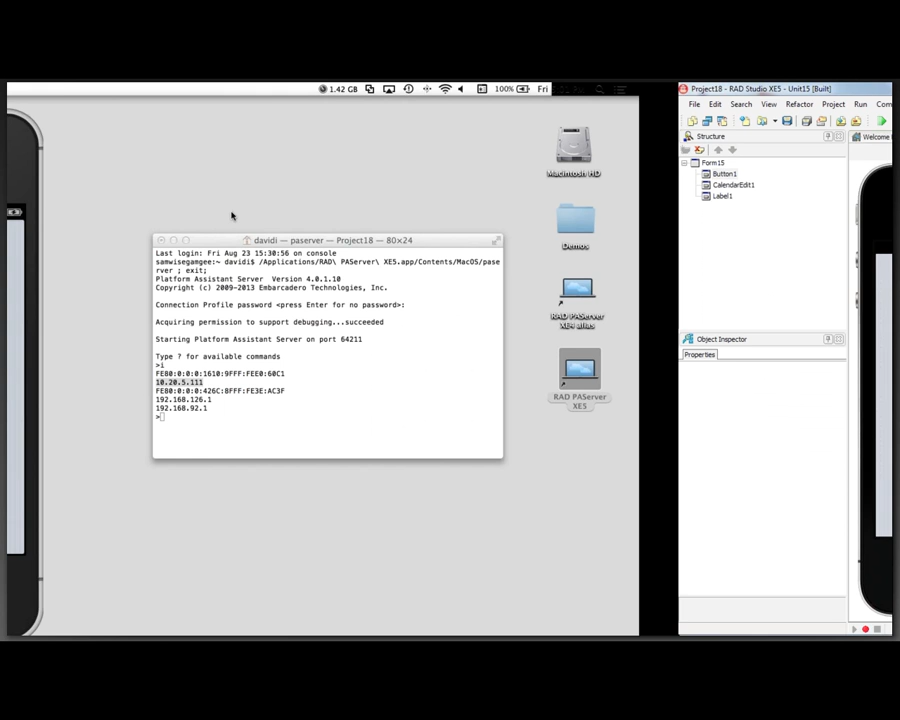 1.42 GB
100%
Fri
Macintosh HD
Demos
RAD PAServer
XE4 alias
RAD PAServer
XE5
davidi — paserver — Project18 — 80×24
Last login: Fri Aug 23 15:30:56 on console
samwisegamgee:~ davidi$ /Applications/RAD\ PAServer\ XE5.app/Contents/MacOS/pase
rver ; exit;
Platform Assistant Server  Version 4.0.1.10
Copyright (c) 2009-2013 Embarcadero Technologies, Inc.
Connection Profile password <press Enter for no password>:
Acquiring permission to support debugging...succeeded
Starting Platform Assistant Server on port 64211
Type ? for available commands
>i
FE80:0:0:0:1610:9FFF:FEE0:60C1
10.20.5.111
FE80:0:0:0:426C:8FFF:FE3E:AC3F
192.168.126.1
192.168.92.1
>
Project18 - RAD Studio XE5 - Unit15 [Built]
File Edit Search View Refactor Project Run Com
Structure
Welcome
Form15
Button1
CalendarEdit1
Label1
Object Inspector
Properties